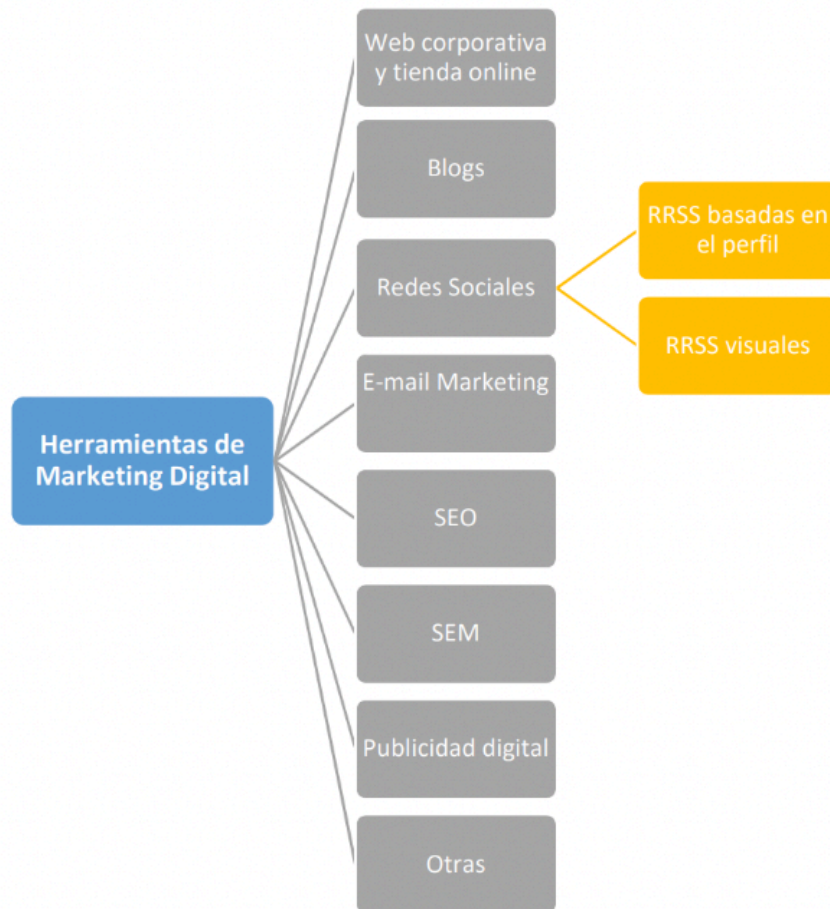 Web corporativa
y tienda online
Blogs
RRSS basadas en
el perfil
Redes Sociales
RRSS visuales
E-mail Marketing
Herramientas de
Marketing Digital
SEO
SEM
Publicidad digital
Otras